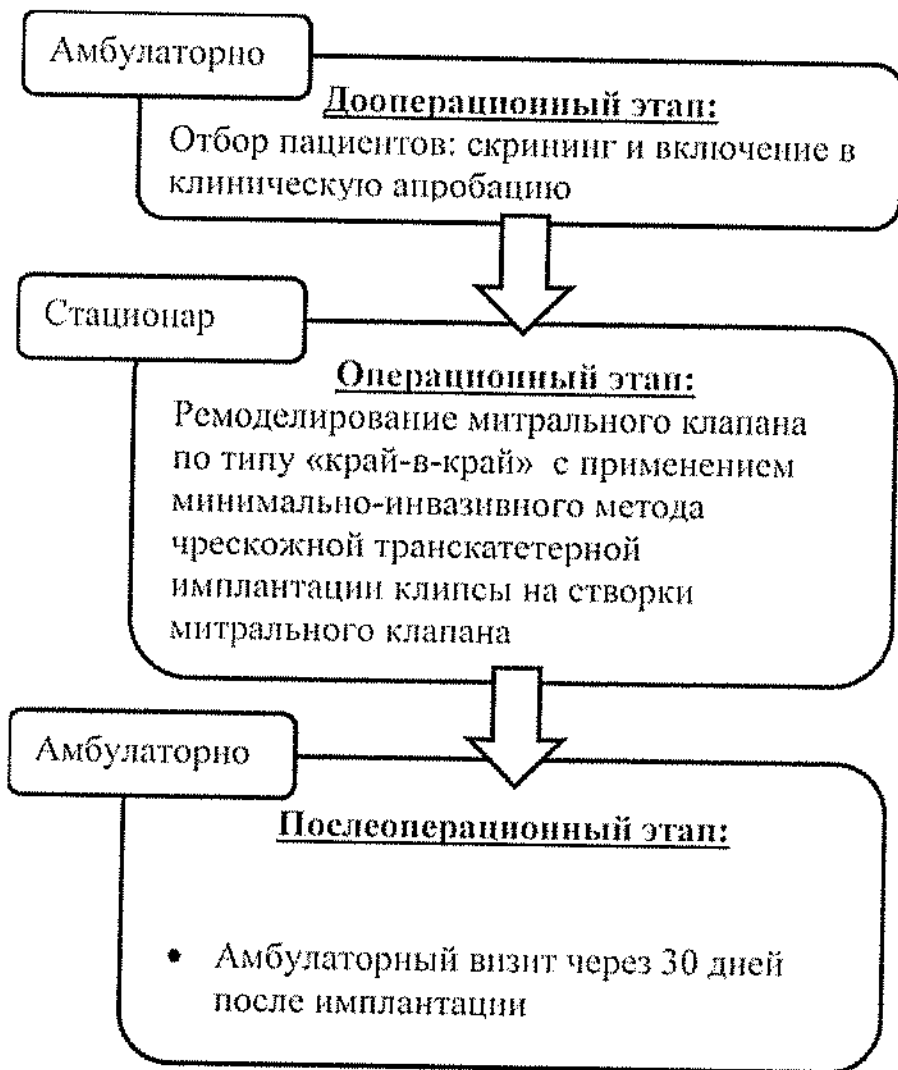 Амбулаторно
Дооперационный этап:
Отбор пациентов: скрининг и включение в
клиническую апробацию
Стационар
Операционный этап:
Ремоделирование митрального клапана
по типу «край-в-край» с применением
минимально-инвазивного метода
чрескожной транскатетерной
имплантации клипсы на створки
митрального клапана
Амбулаторно
Послеоперационный этап:
• Амбулаторный визит через 30 дней
после имплантации